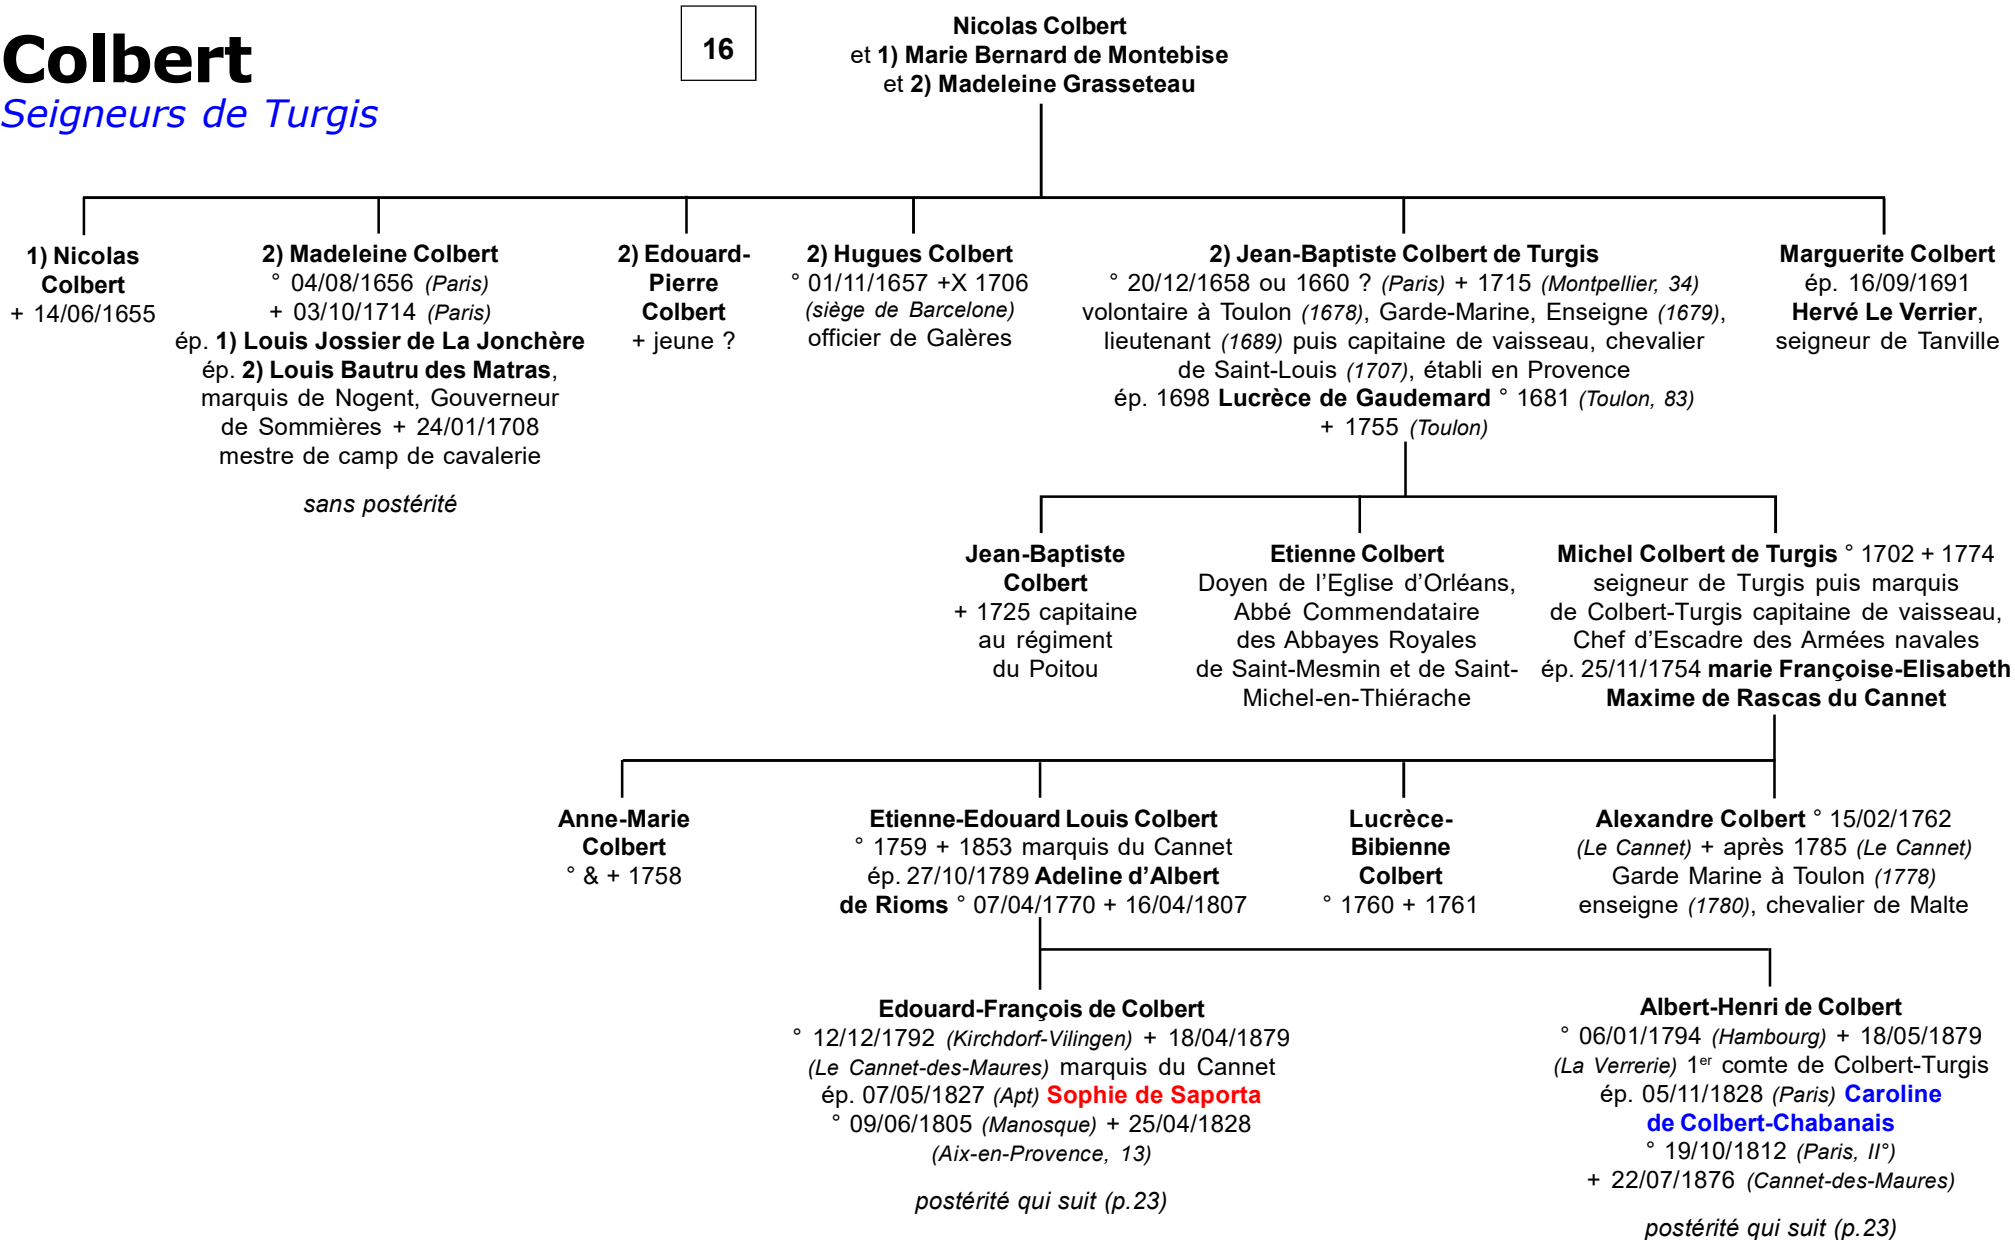 Colbert
Seigneurs de Turgis
16
Nicolas Colbert
et 1) Marie Bernard de Montebise
et 2) Madeleine Grasseteau
1) Nicolas
Colbert
+ 14/06/1655
2) Madeleine Colbert
° 04/08/1656 (Paris)
+ 03/10/1714 (Paris)
ép. 1) Louis Jossier de La Jonchère
ép. 2) Louis Bautru des Matras,
marquis de Nogent, Gouverneur
de Sommières + 24/01/1708
mestre de camp de cavalerie
sans postérité
2) Edouard-
Pierre
Colbert
+ jeune ?
2) Hugues Colbert
° 01/11/1657 +X 1706
(siège de Barcelone)
officier de Galères
2) Jean-Baptiste Colbert de Turgis
° 20/12/1658 ou 1660 ? (Paris) + 1715 (Montpellier, 34)
volontaire à Toulon (1678), Garde-Marine, Enseigne (1679),
lieutenant (1689) puis capitaine de vaisseau, chevalier
de Saint-Louis (1707), établi en Provence
ép. 1698 Lucrèce de Gaudemard ° 1681 (Toulon, 83)
+ 1755 (Toulon)
Marguerite Colbert
ép. 16/09/1691
Hervé Le Verrier,
seigneur de Tanville
Jean-Baptiste
Colbert
+ 1725 capitaine
au régiment
du Poitou
Etienne Colbert
Doyen de l'Eglise d'Orléans,
Abbé Commendataire
des Abbayes Royales
de Saint-Mesmin et de Saint-
Michel-en-Thiérache
Michel Colbert de Turgis ° 1702 + 1774
seigneur de Turgis puis marquis
de Colbert-Turgis capitaine de vaisseau,
Chef d'Escadre des Armées navales
ép. 25/11/1754 marie Françoise-Elisabeth
Maxime de Rascas du Cannet
Anne-Marie
Colbert
° & + 1758
Etienne-Edouard Louis Colbert
° 1759 + 1853 marquis du Cannet
ép. 27/10/1789 Adeline d'Albert
de Rioms ° 07/04/1770 + 16/04/1807
Lucrèce-
Bibienne
Colbert
° 1760 + 1761
Alexandre Colbert ° 15/02/1762
(Le Cannet) + après 1785 (Le Cannet)
Garde Marine à Toulon (1778)
enseigne (1780), chevalier de Malte
Edouard-François de Colbert
° 12/12/1792 (Kirchdorf-Vilingen) + 18/04/1879
(Le Cannet-des-Maures) marquis du Cannet
ép. 07/05/1827 (Apt) Sophie de Saporta
° 09/06/1805 (Manosque) + 25/04/1828
(Aix-en-Provence, 13)
postérité qui suit (p.23)
Albert-Henri de Colbert
° 06/01/1794 (Hambourg) + 18/05/1879
(La Verrerie) 1er comte de Colbert-Turgis
ép. 05/11/1828 (Paris) Caroline
de Colbert-Chabanais
° 19/10/1812 (Paris, II°)
+ 22/07/1876 (Cannet-des-Maures)
postérité qui suit (p.23)